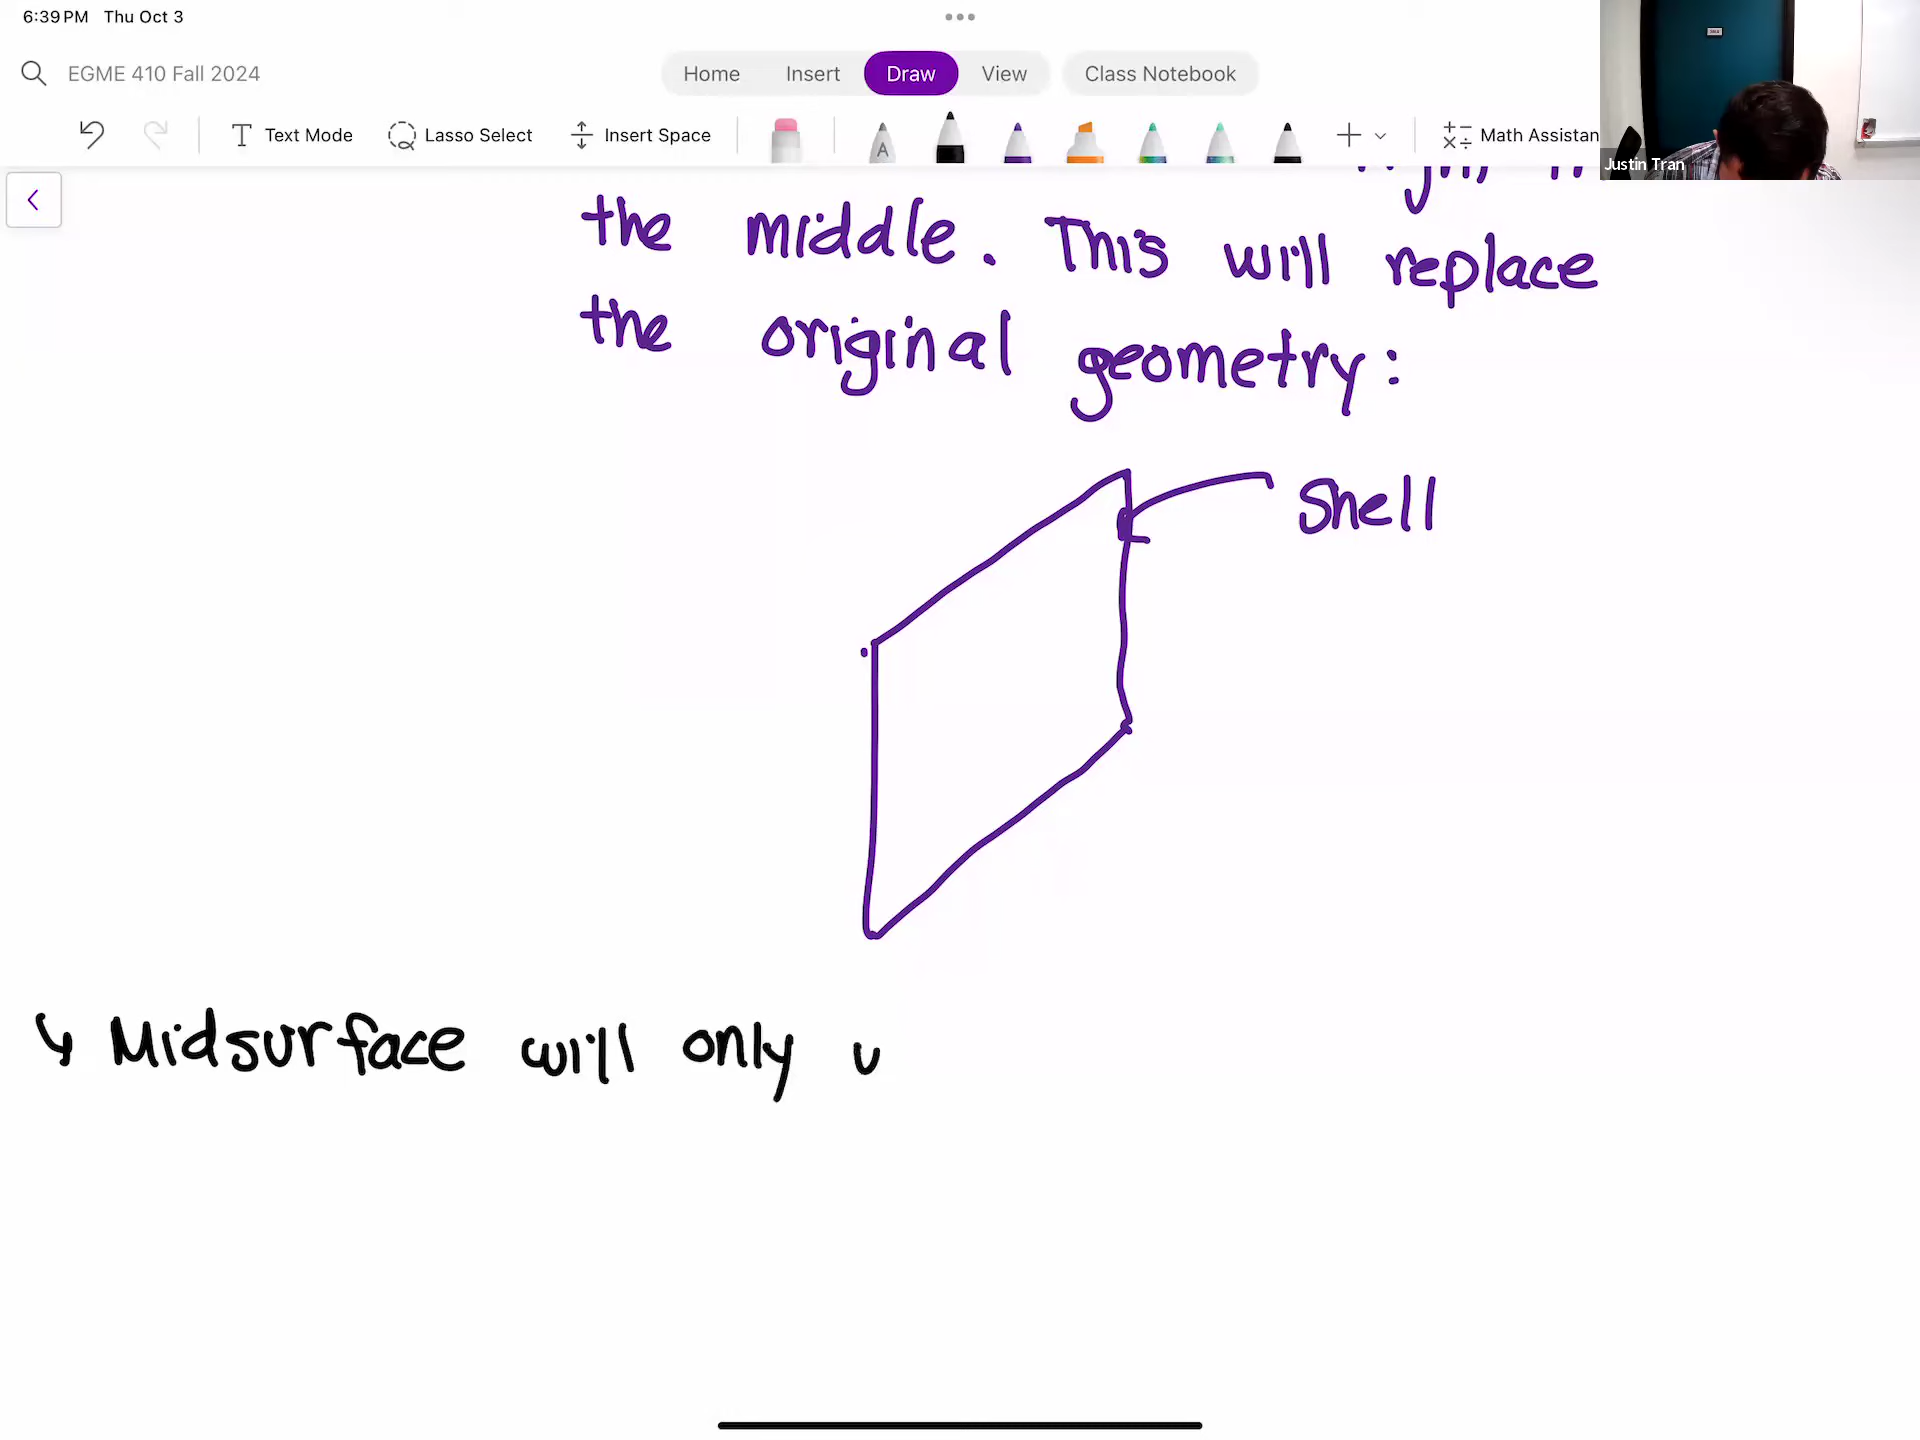 6:39 PM Thu Oct 3
EGME 410 Fall 2024
Home Insert Draw View Class Notebook
Text Mode Lasso Select Insert Space A Math Assistan
Justin Tran
the middle. This will replace
the original geometry:
Shell
↳ Midsurface will only